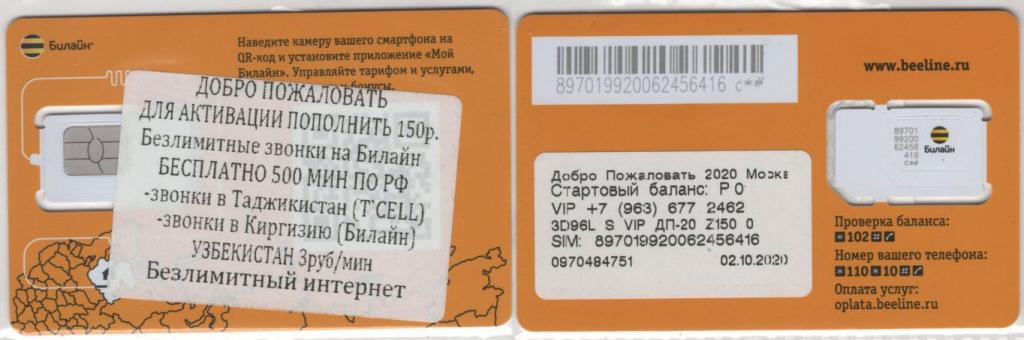 Билайн
Наведите камеру вашего смартфона на
QR-код и установите приложение «Мой
Билайн». Управляйте тарифом и услугами,
бонусы.
ДОБРО ПОЖАЛОВАТЬ
ДЛЯ АКТИВАЦИИ ПОПОЛНИТЬ 150р.
Безлимитные звонки на Билайн
БЕСПЛАТНО 500 МИН ПО РФ
-звонки в Таджикистан (T'CELL)
-звонки в Киргизию (Билайн)
УЗБЕКИСТАН 3руб/мин
Безлимитный интернет
897019920062456416 c*#
www.beeline.ru
89701
99200
62456
416
c*#
Билайн
Добро Пожаловать 2020 Москв
Стартовый баланс: Р 0
VIP +7 (963) 677 2462
3D96L S VIP ДП-20 Z150 0
SIM: 897019920062456416
0970484751 02.10.2020
Проверка баланса:
*102#
Номер вашего телефона:
*110*10#
Оплата услуг:
oplata.beeline.ru